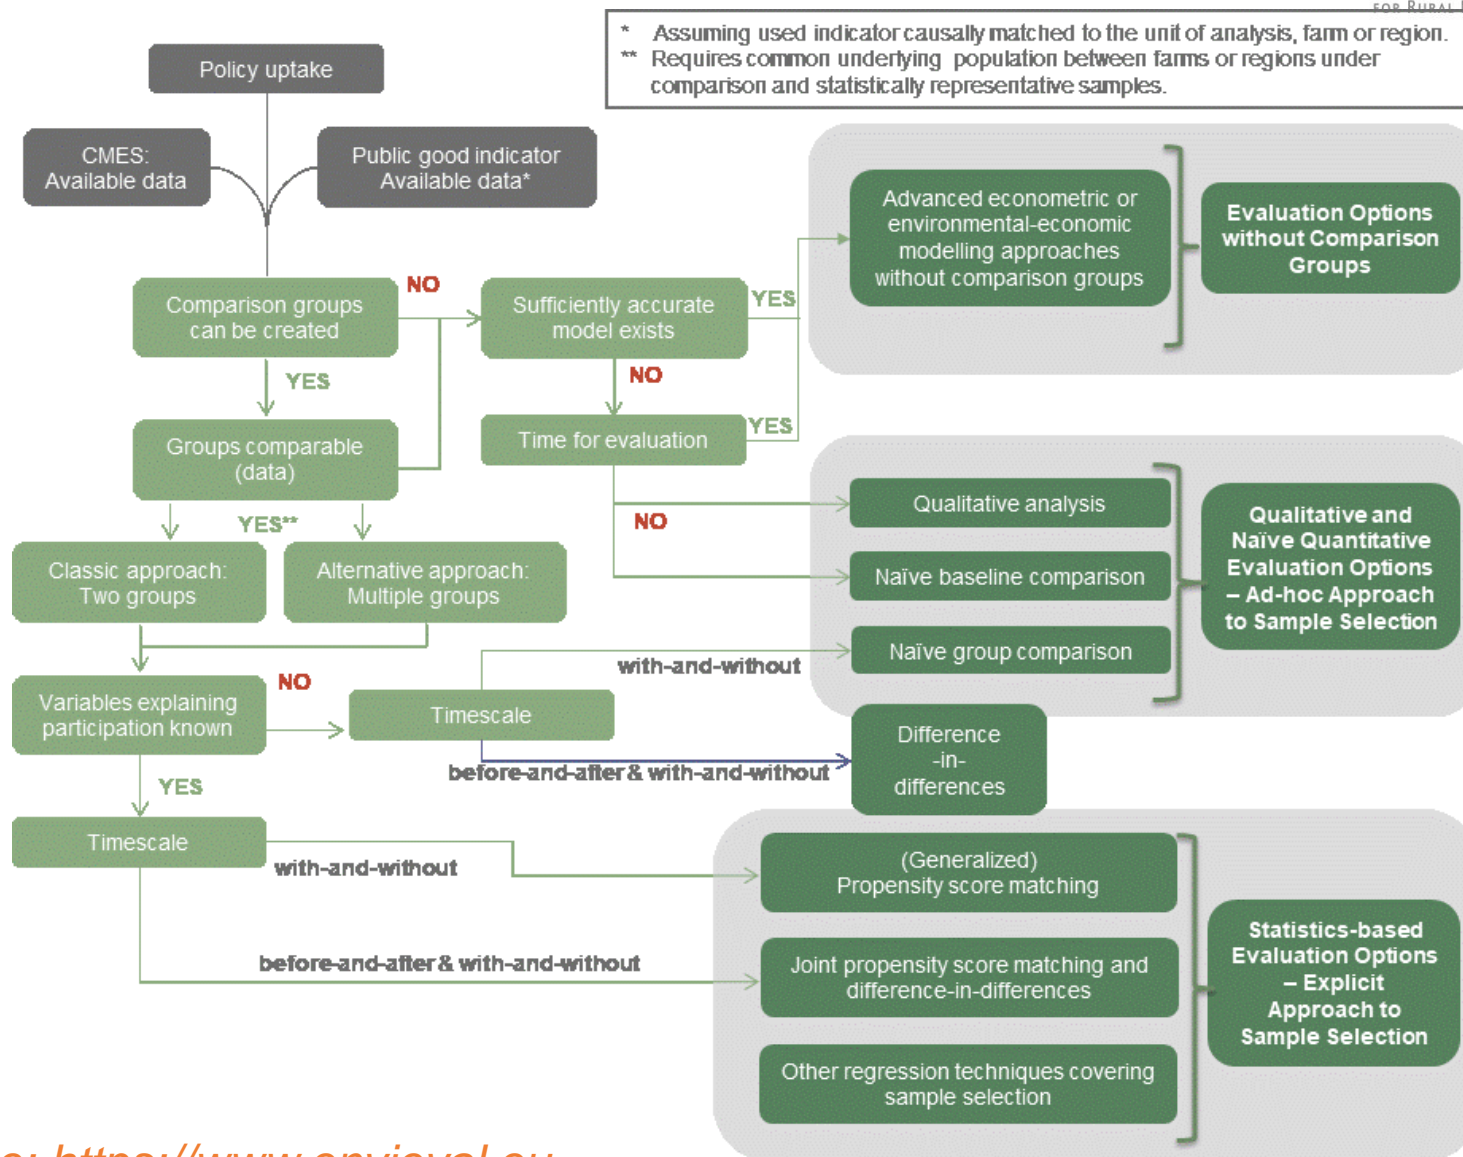 FOR RURAL
* Assuming used indicator causally matched to the unit of analysis, farm or region.
** Requires common underlying population between farms or regions under
comparison and statistically representative samples.
Policy uptake
CMES:
Available data
Public good indicator
Available data*
Comparison groups
can be created
NO
Sufficiently accurate
model exists
YES
Advanced econometric or
environmental-economic
modelling approaches
without comparison groups
Evaluation Options
without Comparison
Groups
YES
NO
Groups comparable
(data)
Time for evaluation
YES
YES**
NO
Qualitative analysis
Naïve baseline comparison
Naïve group comparison
Qualitative and
Naïve Quantitative
Evaluation Options
– Ad-hoc Approach
to Sample Selection
Classic approach:
Two groups
Alternative approach:
Multiple groups
Variables explaining
participation known
NO
Timescale
with-and-without
before-and-after & with-and-without
Difference
-in-
differences
YES
Timescale
with-and-without
before-and-after & with-and-without
(Generalized)
Propensity score matching
Joint propensity score matching and
difference-in-differences
Other regression techniques covering
sample selection
Statistics-based
Evaluation Options
– Explicit
Approach to
Sample Selection
https://www.envieval.eu